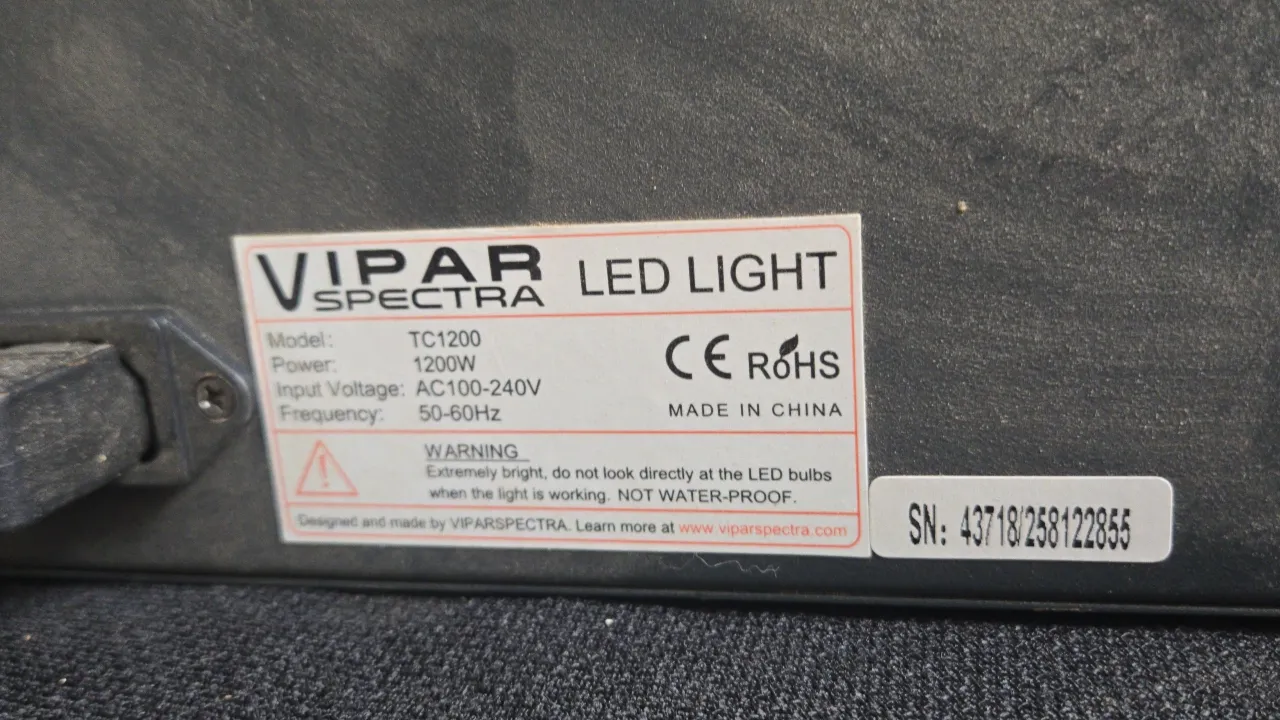 VIPAR
SPECTRA
LED LIGHT
Model: TC1200
Power: 1200W
Input Voltage: AC100-240V
Frequency: 50-60Hz
CE RoHS
MADE IN CHINA
WARNING
Extremely bright, do not look directly at the LED bulbs
when the light is working. NOT WATER-PROOF.
Designed and made by VIPARSPECTRA. Learn more at www.viparspectra.com
SN: 43718/258122855